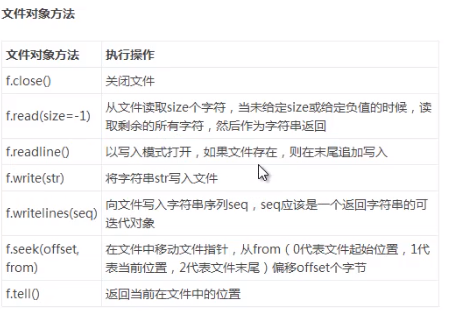 文件对象方法
文件对象方法 执行操作
f.close() 关闭文件
f.read(size=-1) 从文件读取size个字符，当未给定size或给定负值的时候，读
取剩余的所有字符，然后作为字符串返回
f.readline() 以写入模式打开，如果文件存在，则在末尾追加写入
f.write(str) 将字符串str写入文件
f.writelines(seq) 向文件写入字符串序列seq，seq应该是一个返回字符串的可
迭代对象
f.seek(offset, 在文件中移动文件指针，从from（0代表文件起始位置，1代
from) 表当前位置，2代表文件末尾）偏移offset个字节
f.tell() 返回当前在文件中的位置